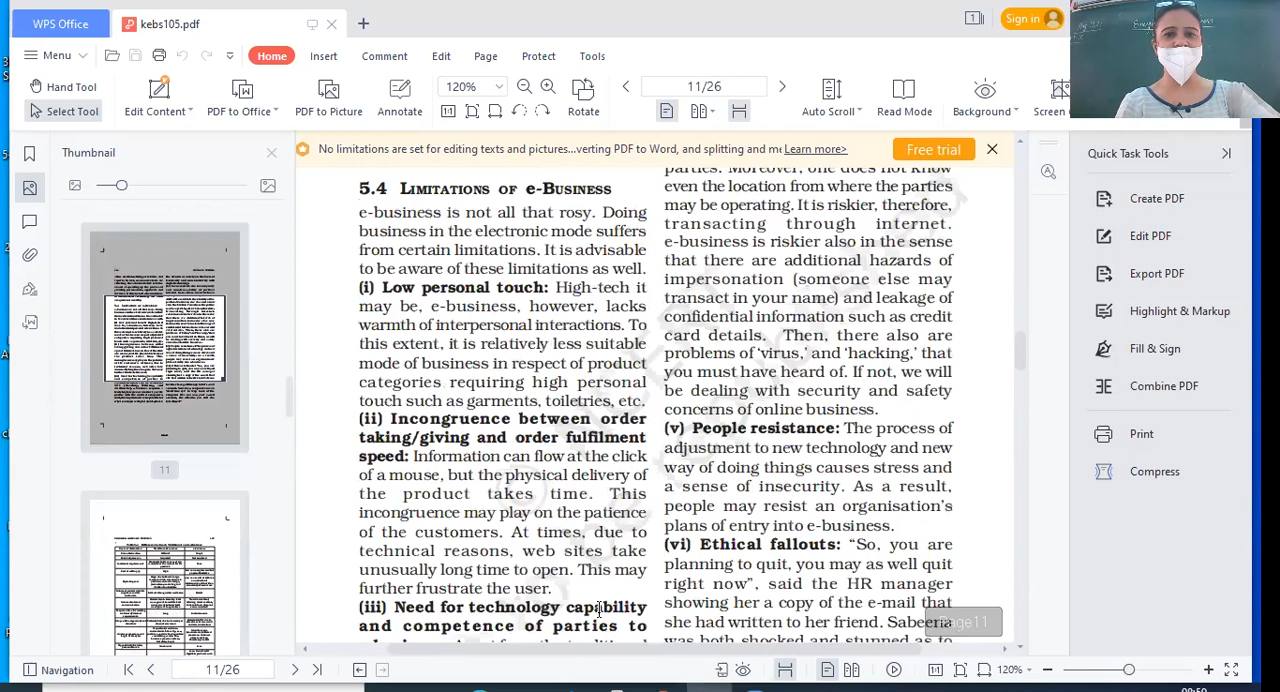 WPS Office
kebs105.pdf
Sign in
Menu
Home
Insert
Comment
Edit
Page
Protect
Tools
Hand Tool
Select Tool
Edit Content
PDF to Office
PDF to Picture
Annotate
120%
Rotate
11/26
Auto Scroll
Read Mode
Background
Screen
Thumbnail
No limitations are set for editing texts and pictures...verting PDF to Word, and splitting and me Learn more>
Free trial
Quick Task Tools
Create PDF
Edit PDF
Export PDF
Highlight & Markup
Fill & Sign
Combine PDF
Print
Compress
11
5.4 LIMITATIONS OF e-BUSINESS
e-business is not all that rosy. Doing
business in the electronic mode suffers
from certain limitations. It is advisable
to be aware of these limitations as well.
(i) Low personal touch: High-tech it
may be, e-business, however, lacks
warmth of interpersonal interactions. To
this extent, it is relatively less suitable
mode of business in respect of product
categories requiring high personal
touch such as garments, toiletries, etc.
(ii) Incongruence between order
taking/giving and order fulfilment
speed: Information can flow at the click
of a mouse, but the physical delivery of
the product takes time. This
incongruence may play on the patience
of the customers. At times, due to
technical reasons, web sites take
unusually long time to open. This may
further frustrate the user.
(iii) Need for technology capability
and competence of parties to
parties. Moreover, one does not know
even the location from where the parties
may be operating. It is riskier, therefore,
transacting through internet.
e-business is riskier also in the sense
that there are additional hazards of
impersonation (someone else may
transact in your name) and leakage of
confidential information such as credit
card details. Then, there also are
problems of ‘virus,’ and ‘hacking,’ that
you must have heard of. If not, we will
be dealing with security and safety
concerns of online business.
(v) People resistance: The process of
adjustment to new technology and new
way of doing things causes stress and
a sense of insecurity. As a result,
people may resist an organisation’s
plans of entry into e-business.
(vi) Ethical fallouts: “So, you are
planning to quit, you may as well quit
right now”, said the HR manager
showing her a copy of the e-mail that
she had written to her friend. Sabeena
was both shocked and stunned as to
Page11
Navigation
11/26
120%